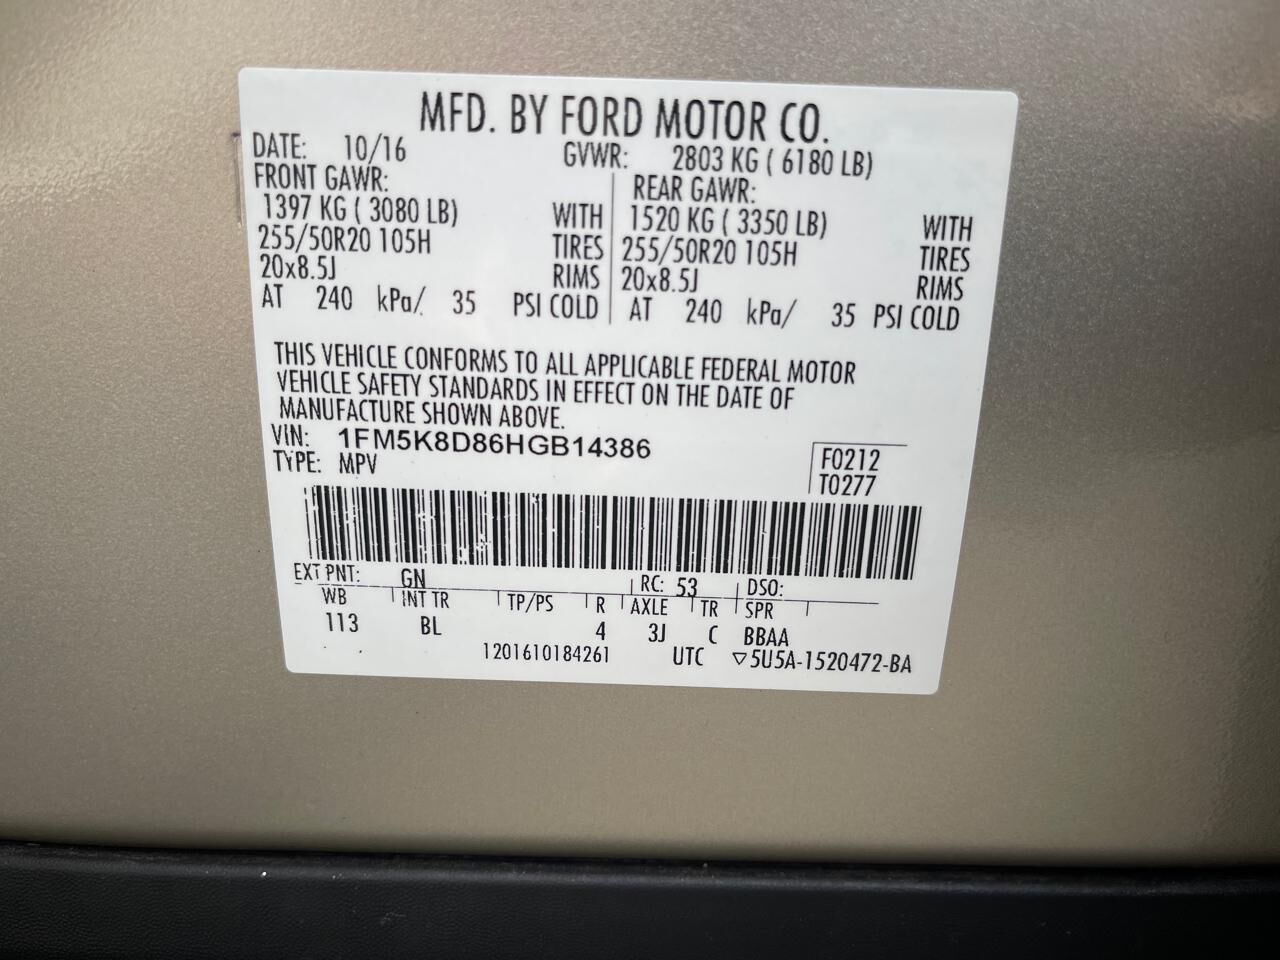 MFD. BY FORD MOTOR CO.
DATE: 10/16 GVWR: 2803 KG ( 6180 LB)
FRONT GAWR: REAR GAWR:
1397 KG ( 3080 LB) WITH 1520 KG ( 3350 LB) WITH
255/50R20 105H TIRES 255/50R20 105H TIRES
20x8.5J RIMS 20x8.5J RIMS
AT 240 kPa/ 35 PSI COLD AT 240 kPa/ 35 PSI COLD
THIS VEHICLE CONFORMS TO ALL APPLICABLE FEDERAL MOTOR
VEHICLE SAFETY STANDARDS IN EFFECT ON THE DATE OF
MANUFACTURE SHOWN ABOVE.
VIN: 1FM5K8D86HGB14386
TYPE: MPV
F0212
T0277
EXT PNT: GN RC: 53 DSO:
WB INT TR TP/PS R AXLE TR SPR
113 BL 4 3J C BBAA
1201610184261 UTC ▽5U5A-1520472-BA